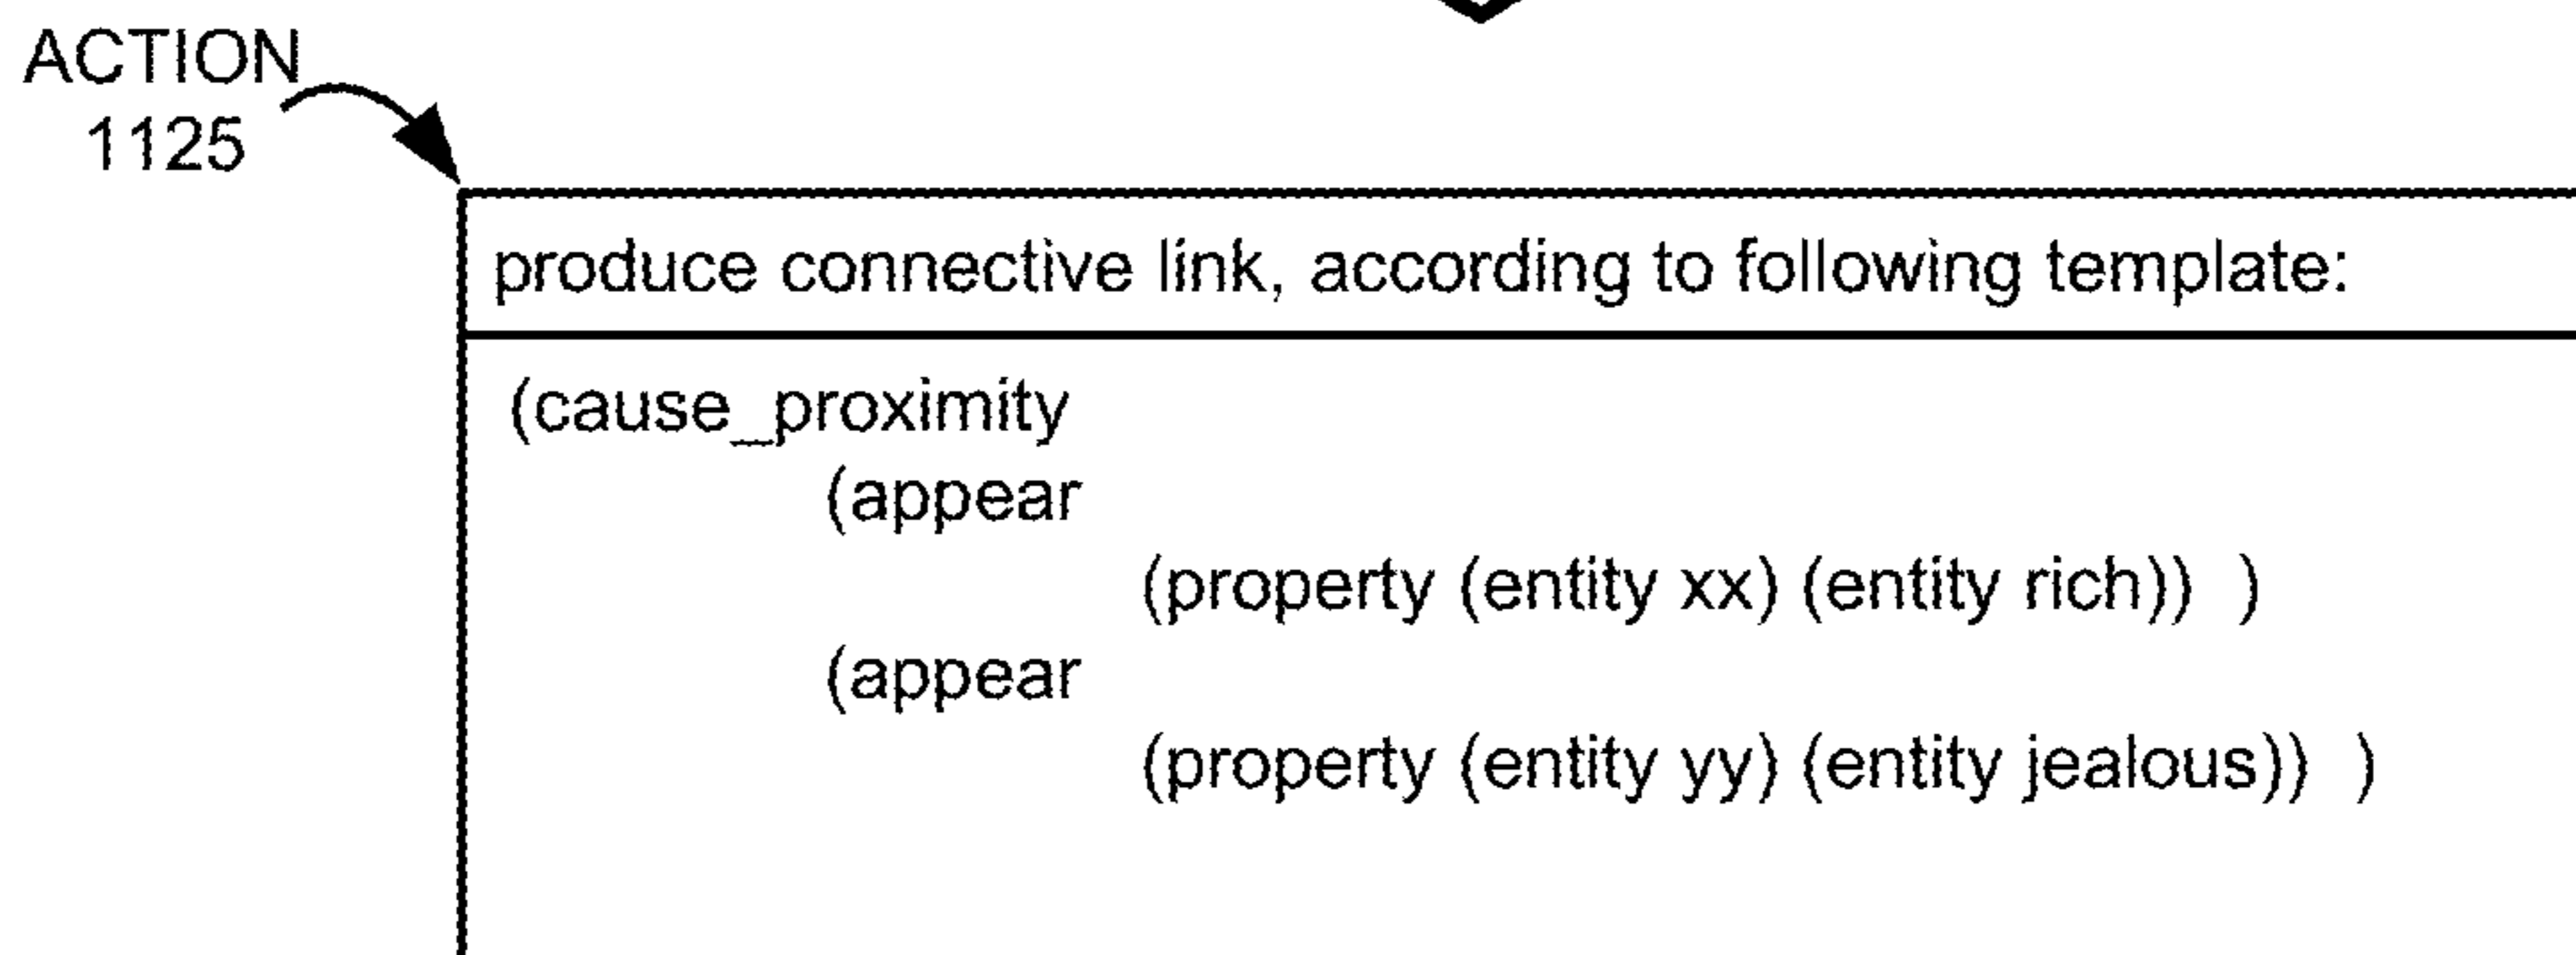 ACTION
1125
produce connective link, according to following template:
(cause_proximity
(appear
(property (entity xx) (entity rich))  )
(appear
(property (entity yy) (entity jealous))  )